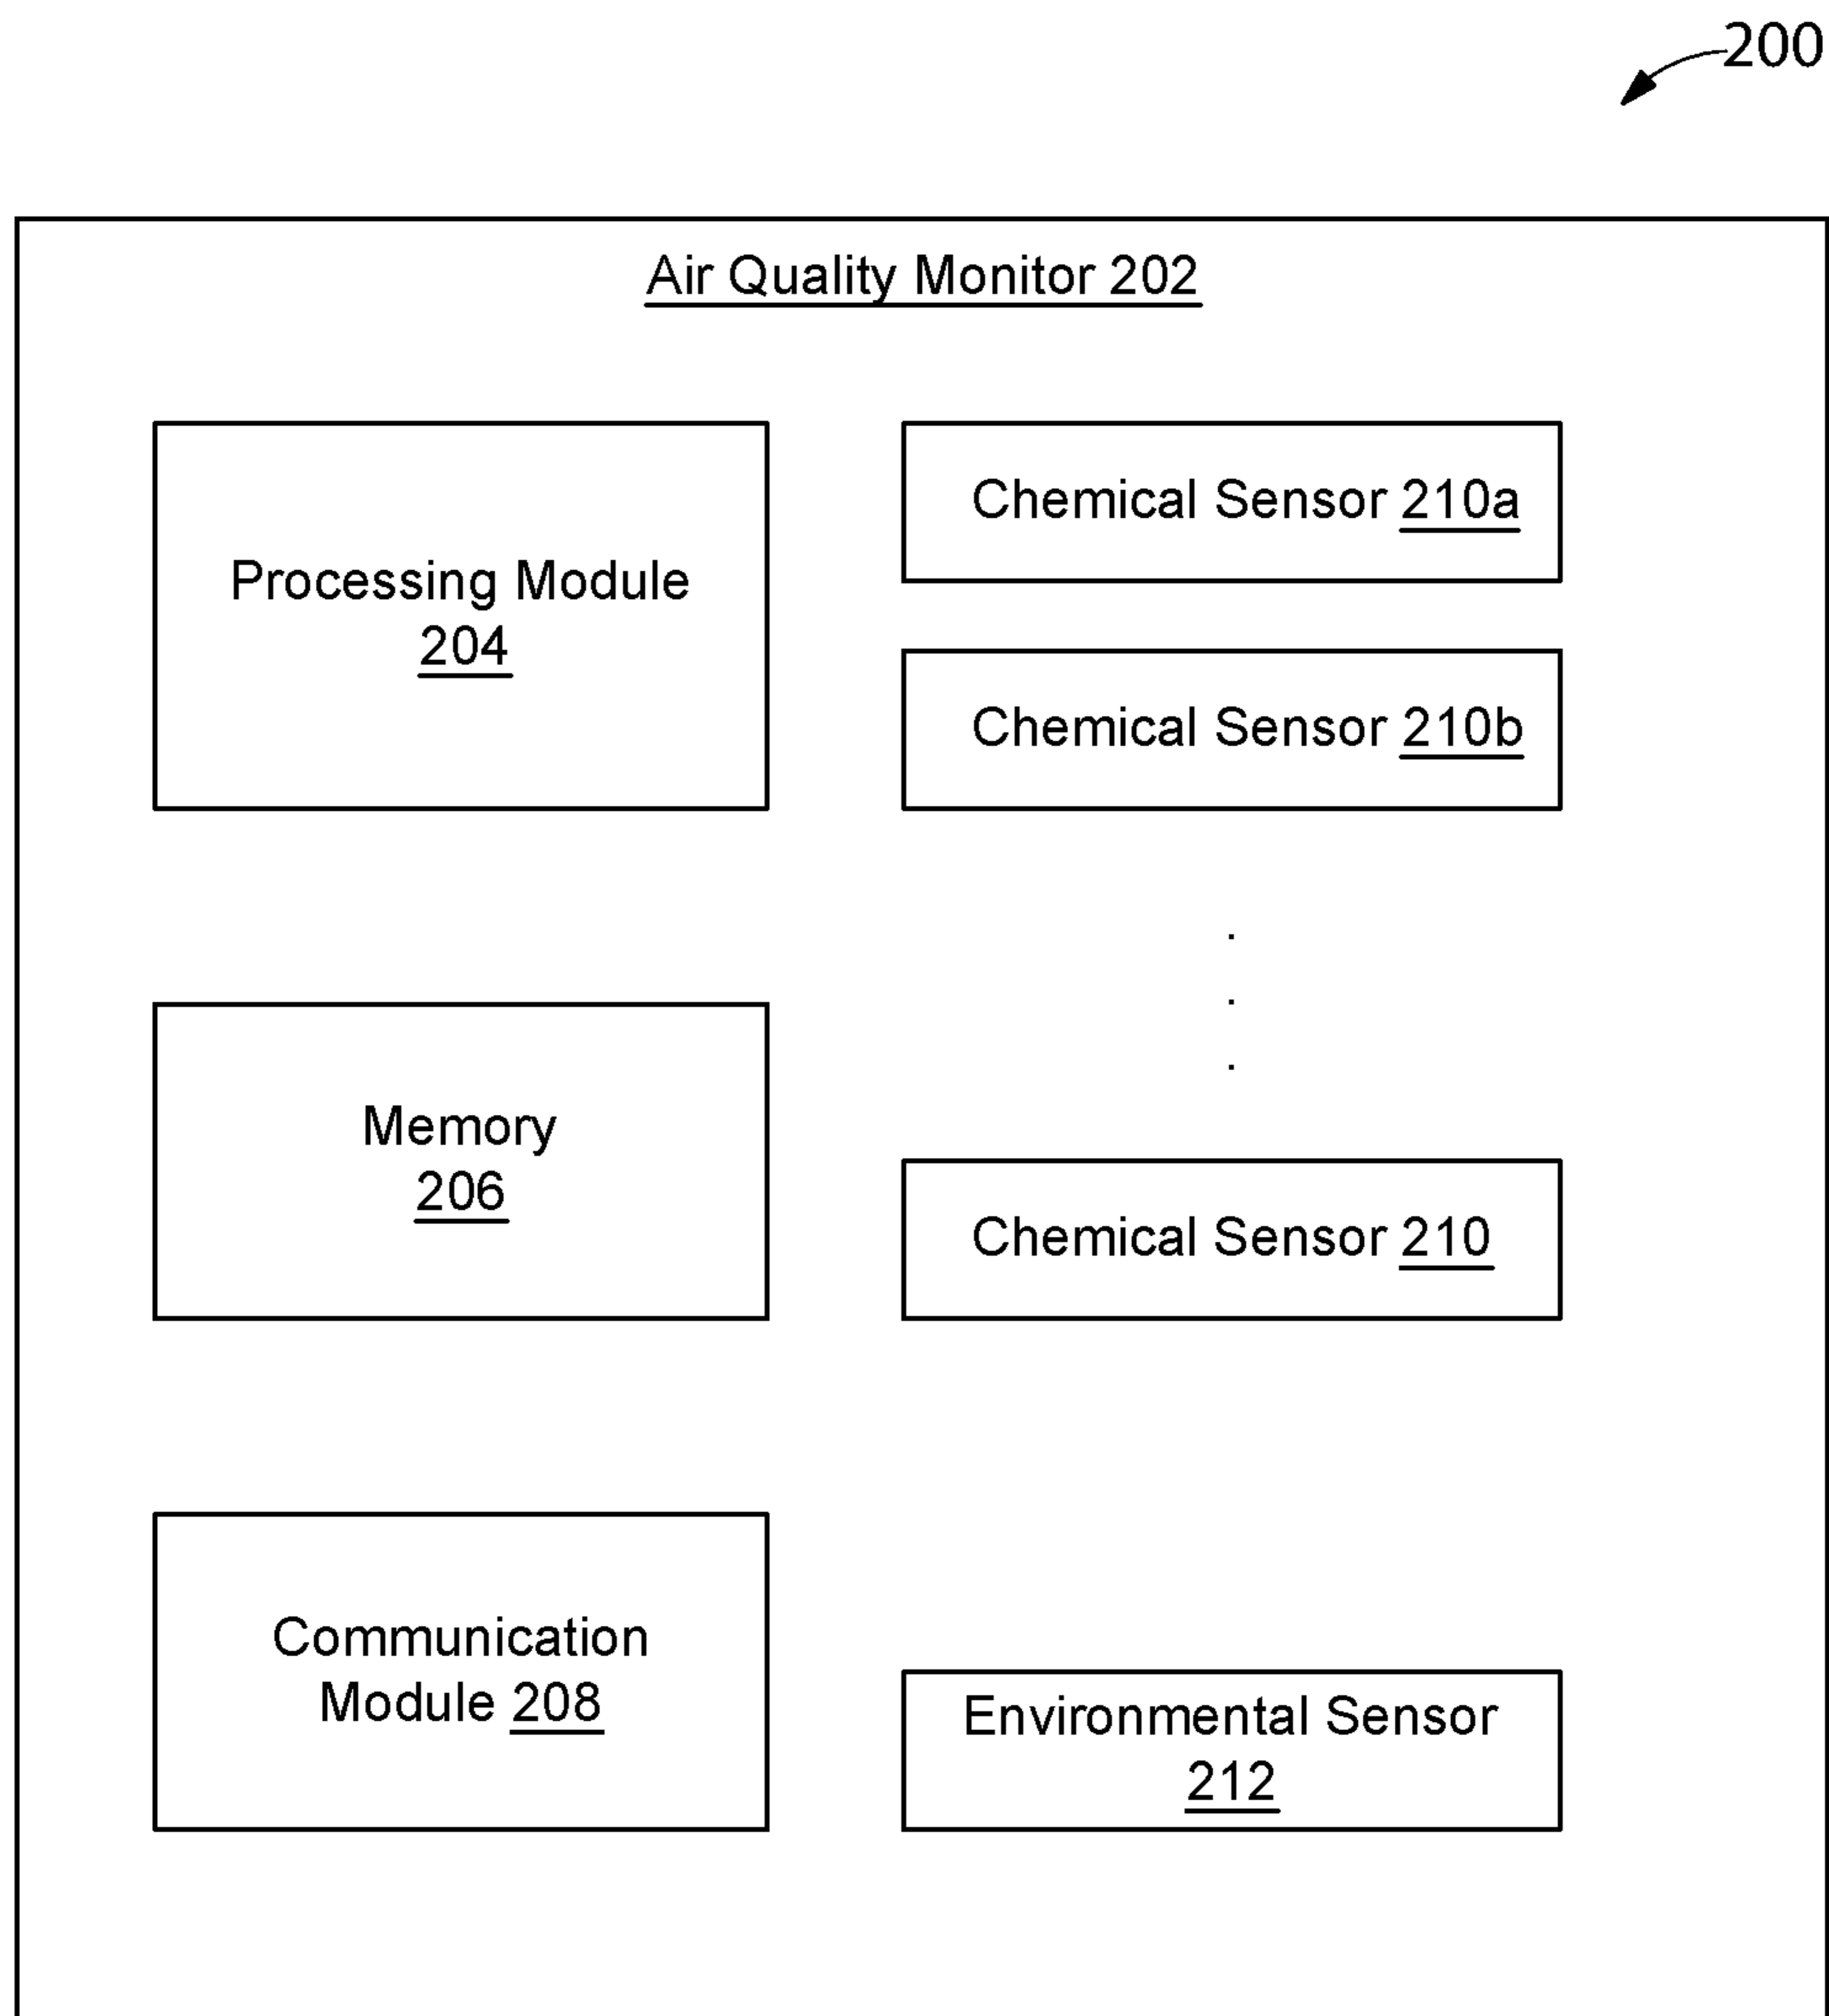 200
Air Quality Monitor 202
Processing Module
204
Chemical Sensor 210a
Chemical Sensor 210b
.
.
.
Memory
206
Chemical Sensor 210
Communication
Module 208
Environmental Sensor
212